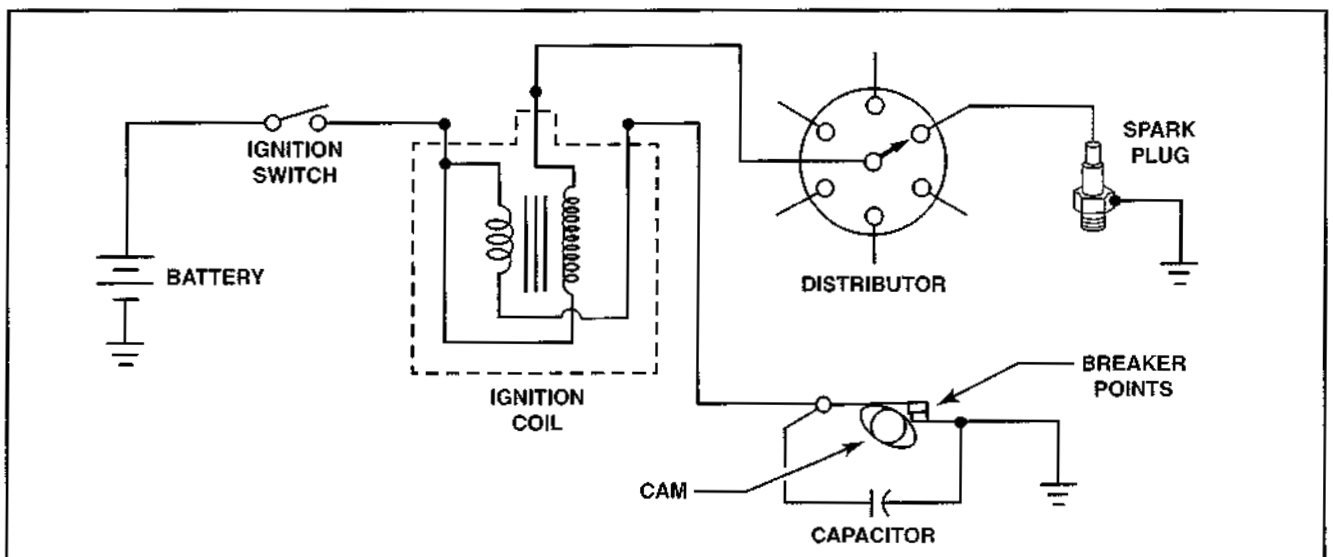 IGNITION
SWITCH
SPARK
PLUG
BATTERY
DISTRIBUTOR
IGNITION
COIL
BREAKER
POINTS
CAM
CAPACITOR